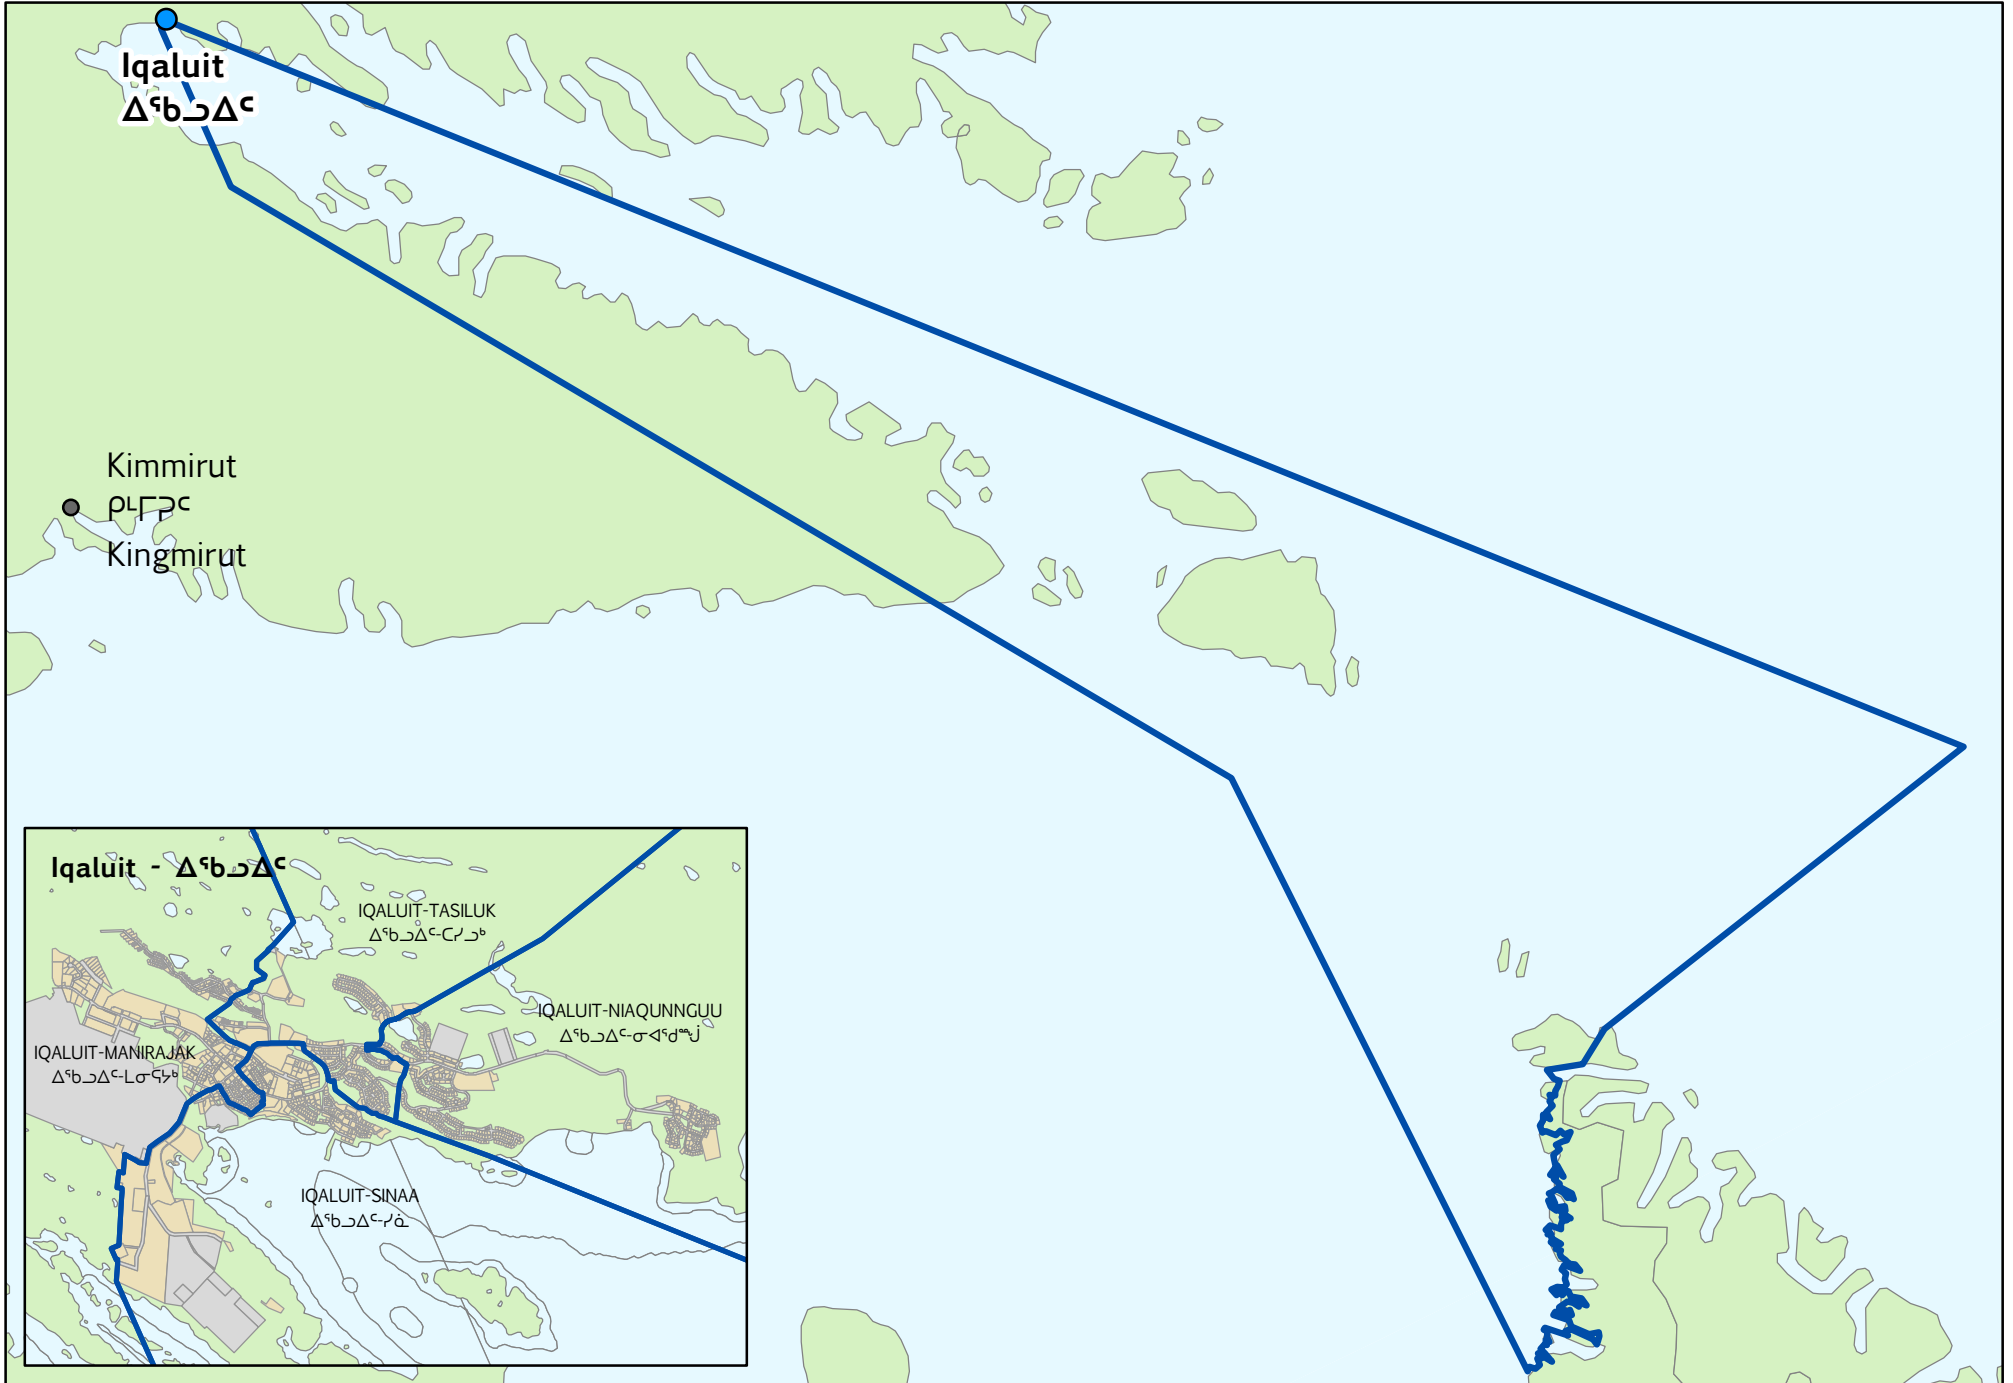 Iqaluit
ᐃᖃᓗᐃᑦ
Kimmirut
ᑭᒻᒥᕈᑦ
Kingmirut
Iqaluit - ᐃᖃᓗᐃᑦ
IQALUIT-TASILUK
ᐃᖃᓗᐃᑦ-ᑕᓯᓗᒃ
IQALUIT-NIAQUNNGUU
ᐃᖃᓗᐃᑦ-ᓂᐊᖁᙴ
IQALUIT-MANIRAJAK
ᐃᖃᓗᐃᑦ-ᒪᓂᕋᔭᒃ
IQALUIT-SINAA
ᐃᖃᓗᐃᑦ-ᓯᓈ